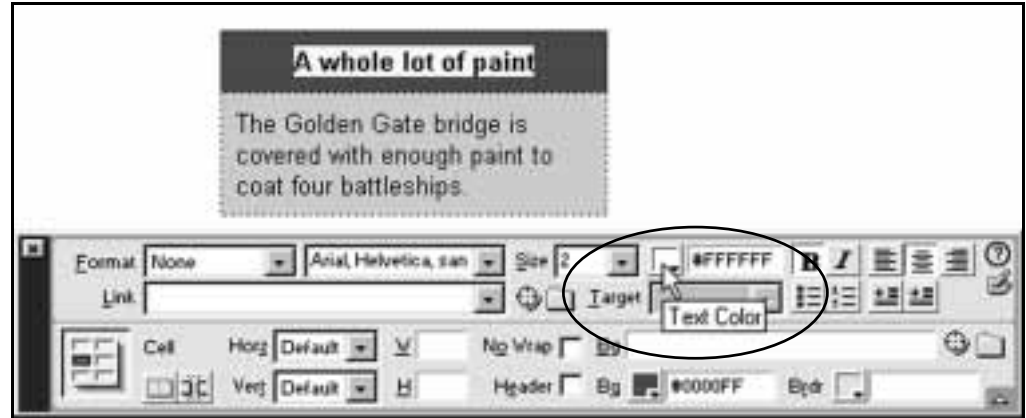 A whole lot of paint
The Golden Gate bridge is
covered with enough paint to
coat four battleships.
Format None Arial, Helvetica, san Size 2 #FFFFFF B I
Link Target
Text Color
Cell Horz Default W No Wrap Bg
Vert Default H Header Bg #0000FF Brdr